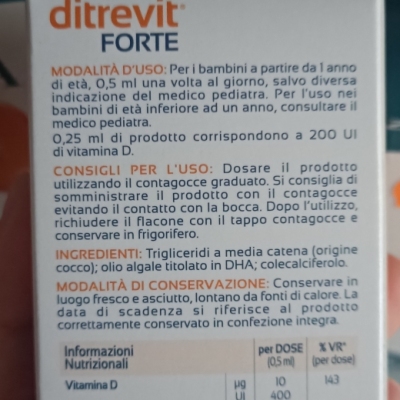 ditrevit®
FORTE
MODALITÀ D'USO: Per i bambini a partire da 1 anno
di età, 0,5 ml una volta al giorno, salvo diversa
indicazione del medico pediatra. Per l'uso nei
bambini di età inferiore ad un anno, consultare il
medico pediatra.
0,25 ml di prodotto corrispondono a 200 UI
di vitamina D.
CONSIGLI PER L'USO: Dosare il prodotto
utilizzando il contagocce graduato. Si consiglia di
somministrare il prodotto con il contagocce
evitando il contatto con la bocca. Dopo l'utilizzo,
richiudere il flacone con il tappo contagocce e
conservare in frigorifero.
INGREDIENTI: Trigliceridi a media catena (origine
cocco); olio algale titolato in DHA; colecalciferolo.
MODALITÀ DI CONSERVAZIONE: Conservare in
luogo fresco e asciutto, lontano da fonti di calore. La
data di scadenza si riferisce al prodotto
correttamente conservato in confezione integra.
Informazioni per DOSE % VR*
Nutrizionali (0,5 ml) (per dose)
Vitamina D µg 10 143
UI 400